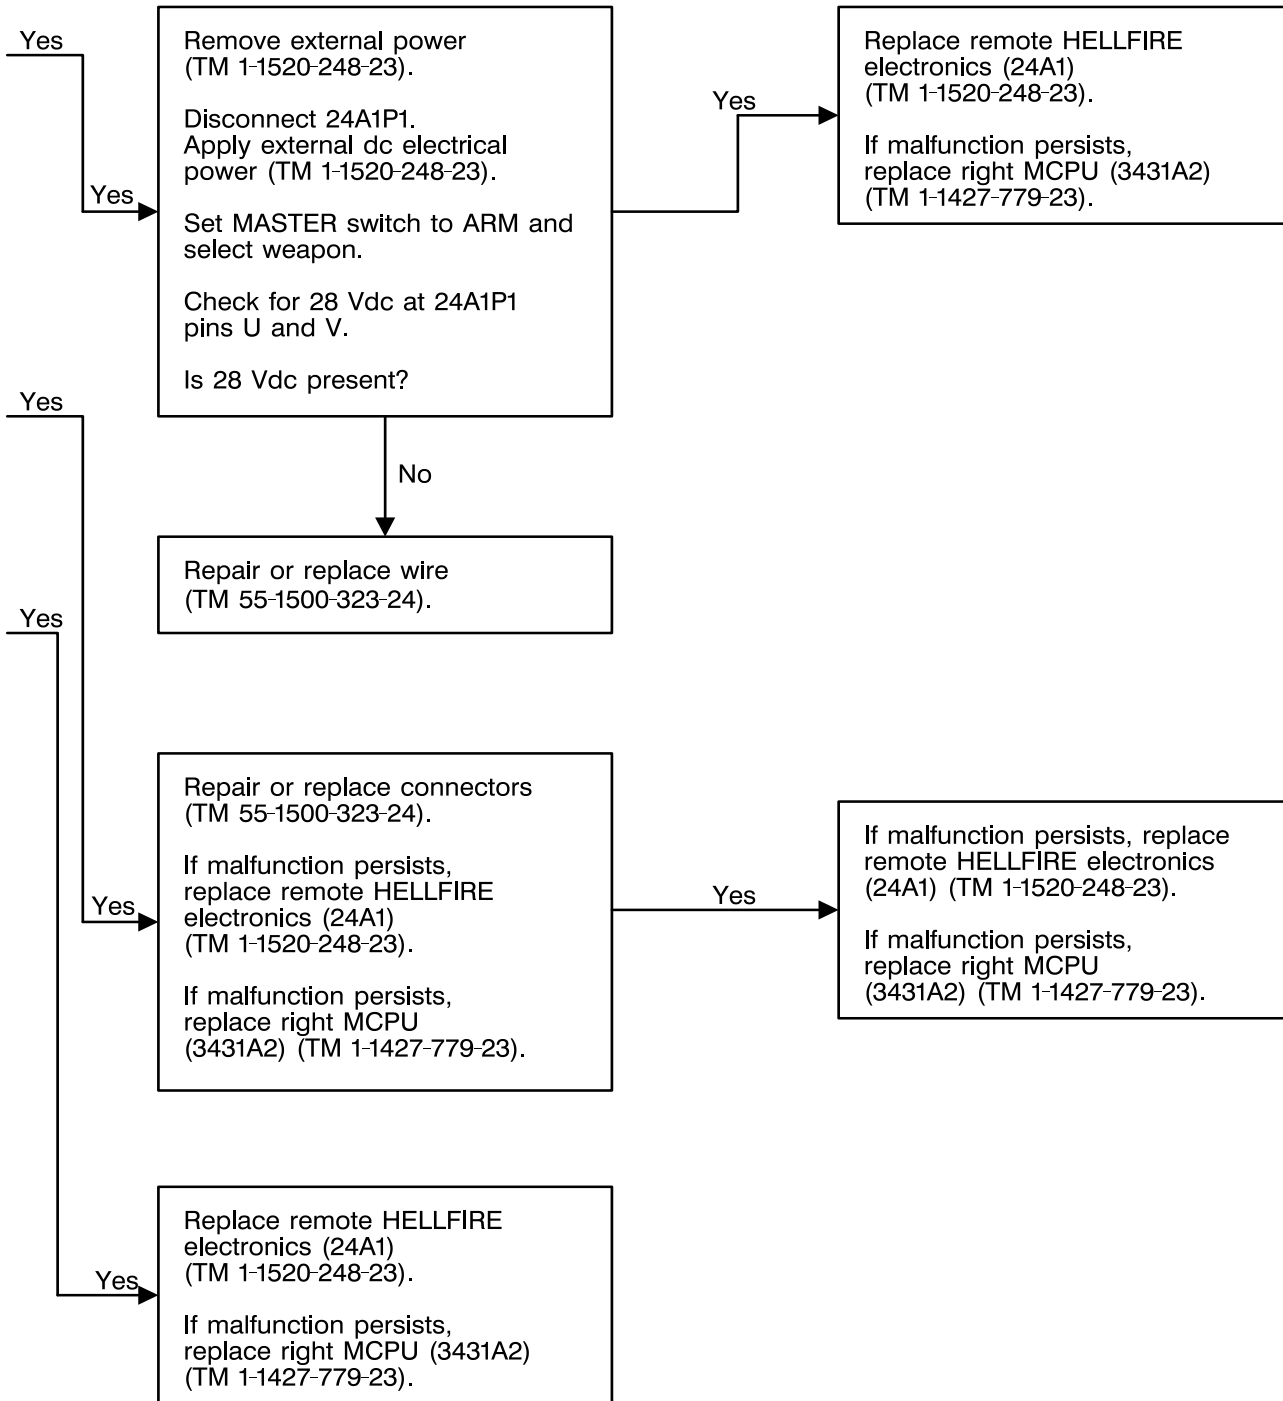 Yes
Yes
Remove external power
(TM 1-1520-248-23).
Disconnect 24A1P1.
Apply external dc electrical
power (TM 1-1520-248-23).
Set MASTER switch to ARM and
select weapon.
Check for 28 Vdc at 24A1P1
pins U and V.
Is 28 Vdc present?
Yes
Replace remote HELLFIRE
electronics (24A1)
(TM 1-1520-248-23).
If malfunction persists,
replace right MCPU (3431A2)
(TM 1-1427-779-23).
No
Repair or replace wire
(TM 55-1500-323-24).
Yes
Yes
Repair or replace connectors
(TM 55-1500-323-24).
If malfunction persists,
replace remote HELLFIRE
electronics (24A1)
(TM 1-1520-248-23).
If malfunction persists,
replace right MCPU
(3431A2) (TM 1-1427-779-23).
Yes
If malfunction persists, replace
remote HELLFIRE electronics
(24A1) (TM 1-1520-248-23).
If malfunction persists,
replace right MCPU
(3431A2) (TM 1-1427-779-23).
Yes
Yes
Replace remote HELLFIRE
electronics (24A1)
(TM 1-1520-248-23).
If malfunction persists,
replace right MCPU (3431A2)
(TM 1-1427-779-23).